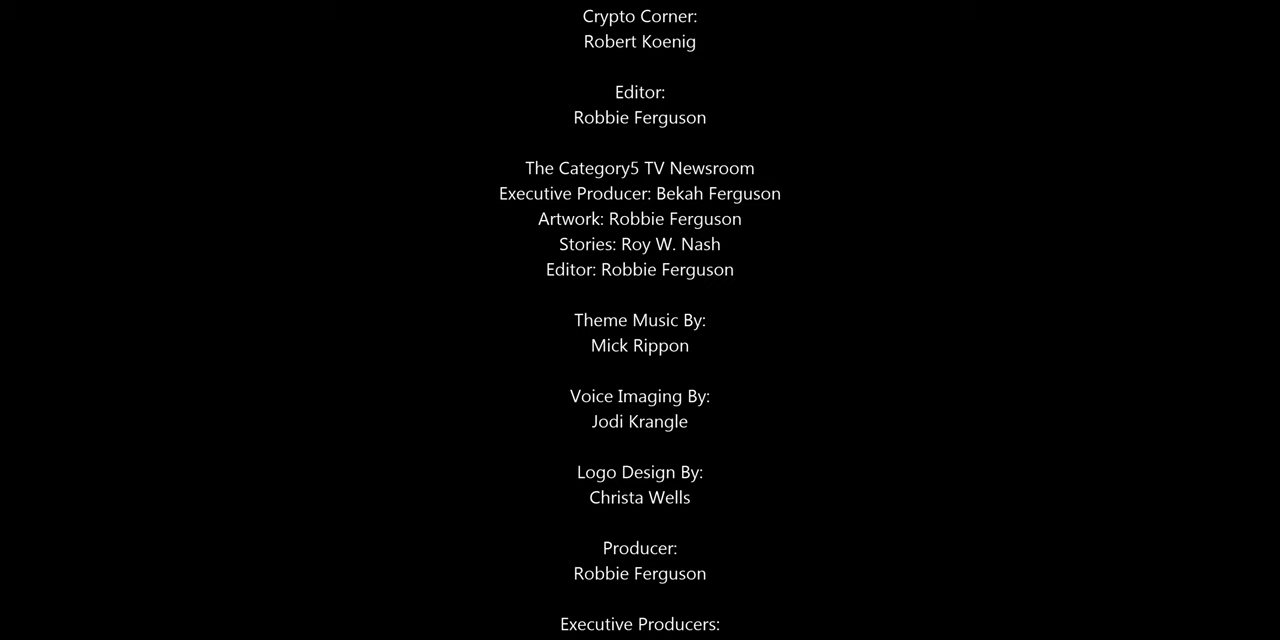 Crypto Corner:
Robert Koenig
Editor:
Robbie Ferguson
The Category5 TV Newsroom
Executive Producer: Bekah Ferguson
Artwork: Robbie Ferguson
Stories: Roy W. Nash
Editor: Robbie Ferguson
Theme Music By:
Mick Rippon
Voice Imaging By:
Jodi Krangle
Logo Design By:
Christa Wells
Producer:
Robbie Ferguson
Executive Producers: